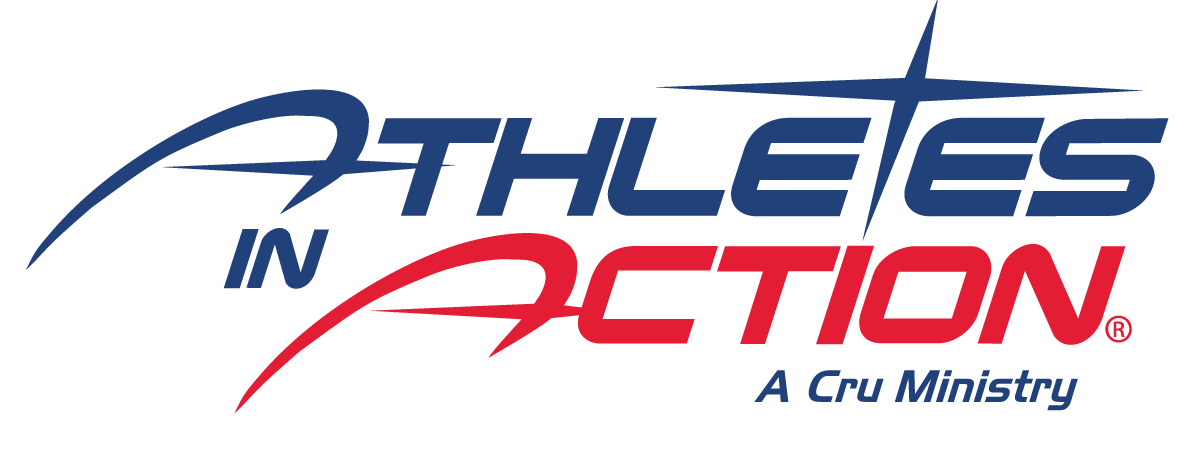 ATHLETES
IN
ACTION®
A Cru Ministry